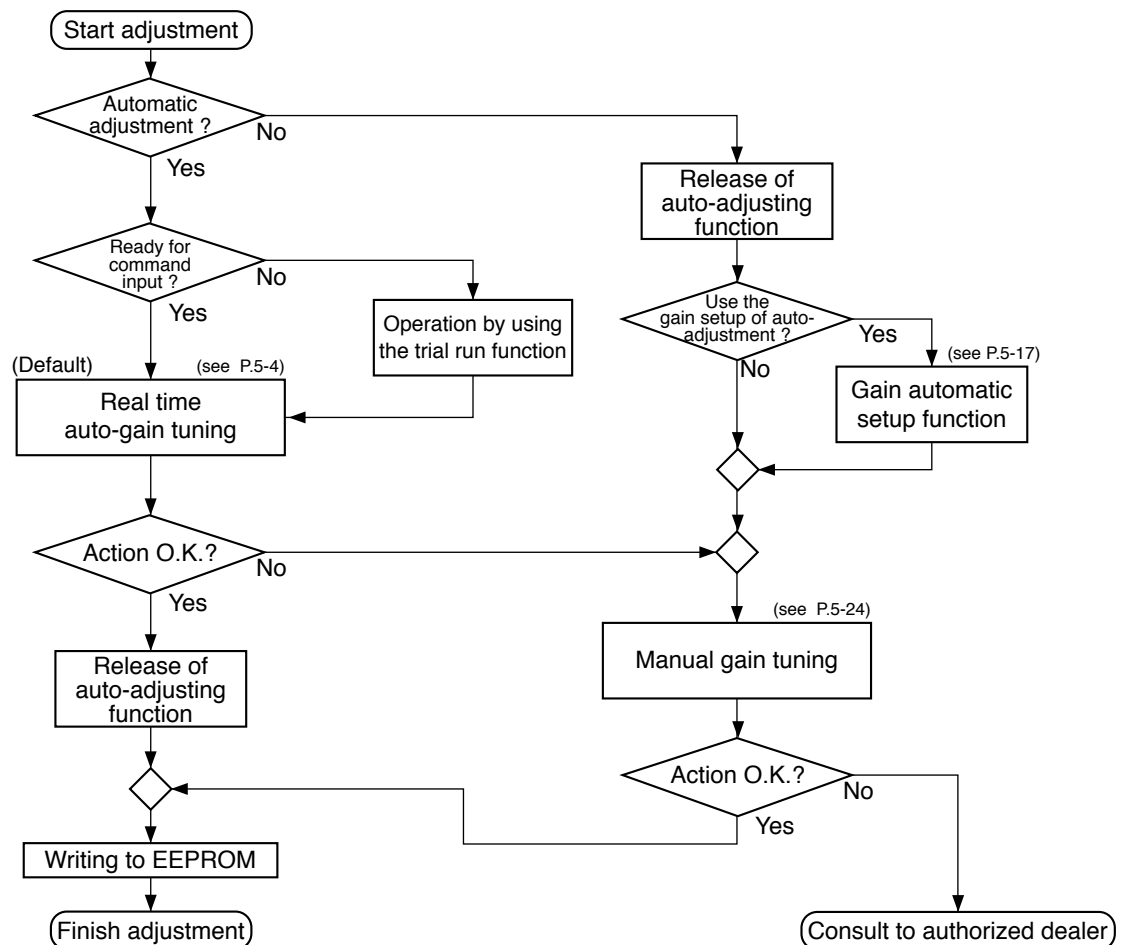 Start adjustment
Automatic
adjustment ?
No
Yes
Release of
auto-adjusting
function
Ready for
command
input ?
No
Yes
Operation by using
the trial run function
Use the
gain setup of auto-
adjustment ?
Yes
No
(see P.5-17)
Gain automatic
setup function
(Default)
(see P.5-4)
Real time
auto-gain tuning
Action O.K.?
No
Yes
(see P.5-24)
Manual gain tuning
Release of
auto-adjusting
function
Action O.K.?
No
Yes
Writing to EEPROM
Finish adjustment
Consult to authorized dealer